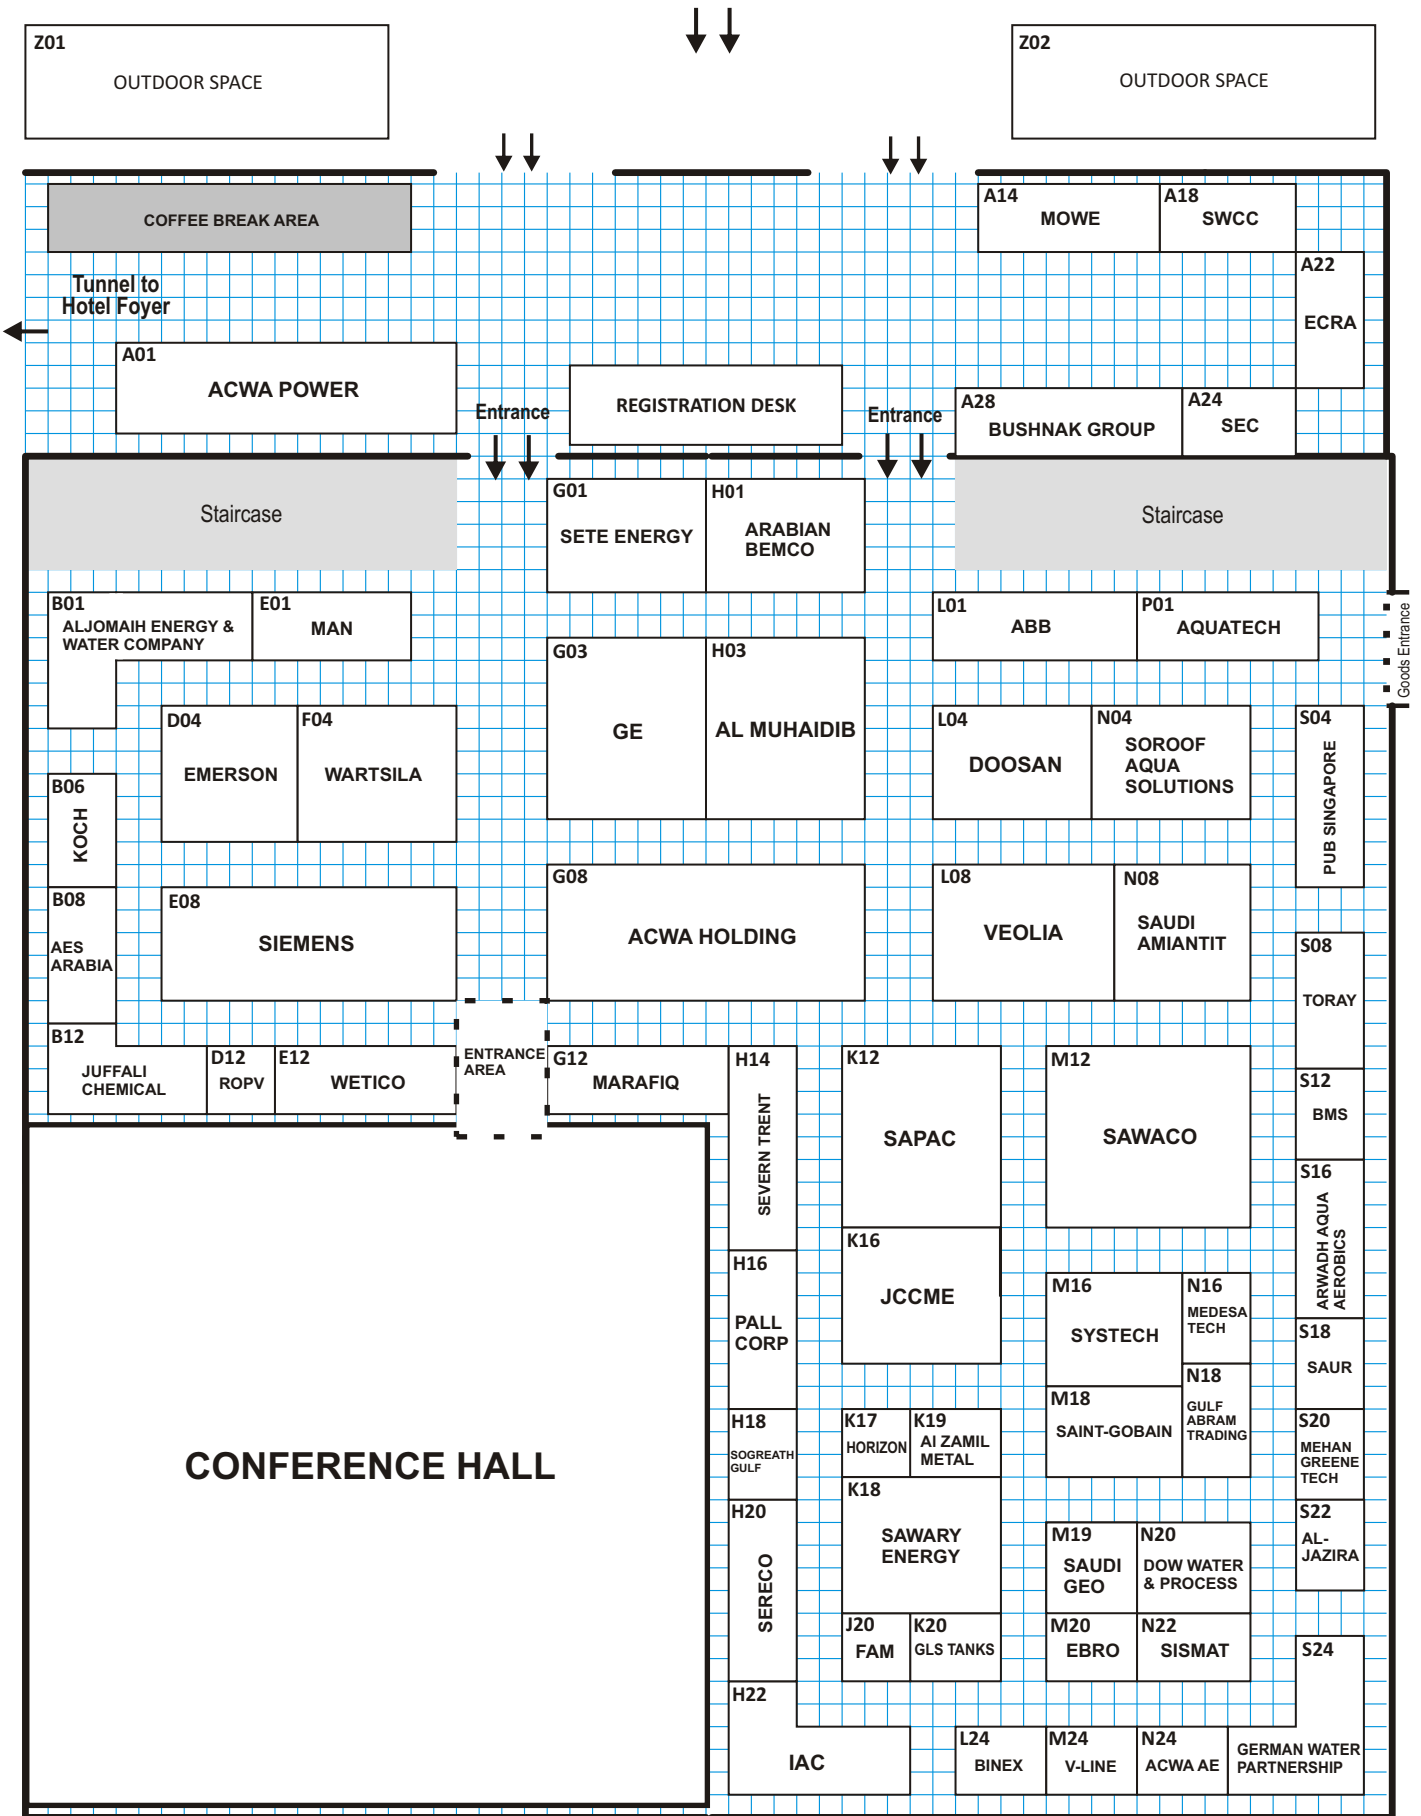 Z01
OUTDOOR SPACE
Z02
OUTDOOR SPACE
COFFEE BREAK AREA
A14
MOWE
A18
SWCC
A22
ECRA
Tunnel to
Hotel Foyer
A01
ACWA POWER
Entrance
REGISTRATION DESK
Entrance
A28
BUSHNAK GROUP
A24
SEC
Staircase
G01
SETE ENERGY
H01
ARABIAN
BEMCO
Staircase
B01
ALJOMAIH ENERGY &
WATER COMPANY
E01
MAN
L01
ABB
P01
AQUATECH
Goods Entrance
G03
GE
H03
AL MUHAIDIB
D04
EMERSON
F04
WARTSILA
L04
DOOSAN
N04
SOROOF
AQUA
SOLUTIONS
S04
PUB SINGAPORE
B06
KOCH
B08
AES
ARABIA
E08
SIEMENS
G08
ACWA HOLDING
L08
VEOLIA
N08
SAUDI
AMIANTIT
S08
TORAY
B12
JUFFALI
CHEMICAL
D12
ROPV
E12
WETICO
ENTRANCE
AREA
G12
MARAFIQ
H14
SEVERN TRENT
K12
SAPAC
M12
SAWACO
S12
BMS
S16
ARWADH AQUA
AEROBICS
H16
PALL
CORP
K16
JCCME
M16
SYSTECH
N16
MEDESA
TECH
S18
SAUR
M18
SAINT-GOBAIN
N18
GULF
ABRAM
TRADING
H18
SOGREATH
GULF
K17
HORIZON
K19
Al ZAMIL
METAL
S20
MEHAN
GREENE
TECH
CONFERENCE HALL
K18
SAWARY
ENERGY
H20
SERECO
M19
SAUDI
GEO
N20
DOW WATER
& PROCESS
S22
AL-
JAZIRA
J20
FAM
K20
GLS TANKS
M20
EBRO
N22
SISMAT
S24
GERMAN WATER
PARTNERSHIP
H22
IAC
L24
BINEX
M24
V-LINE
N24
ACWA AE